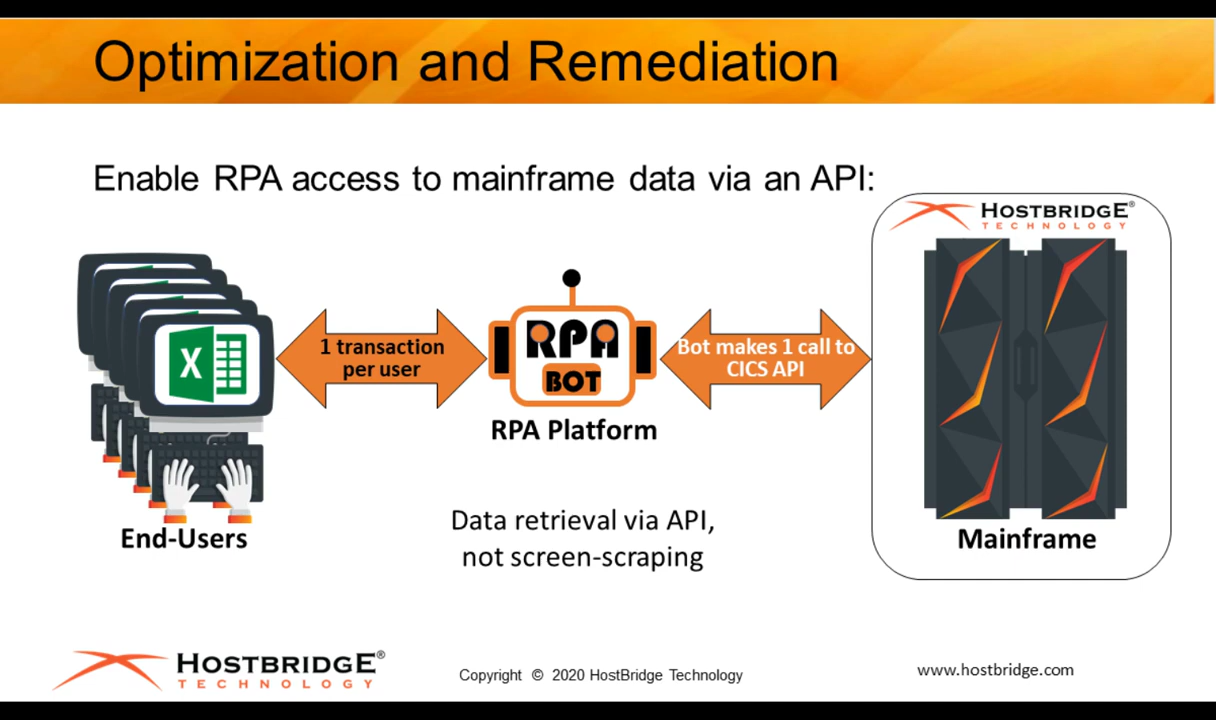 Optimization and Remediation
Enable RPA access to mainframe data via an API:
HOSTBRIDGE®
TECHNOLOGY
X
1 transaction
per user
RPA
BOT
Bot makes 1 call to
CICS API
RPA Platform
Data retrieval via API,
not screen-scraping
End-Users
Mainframe
HOSTBRIDGE®
TECHNOLOGY
Copyright © 2020 HostBridge Technology
www.hostbridge.com